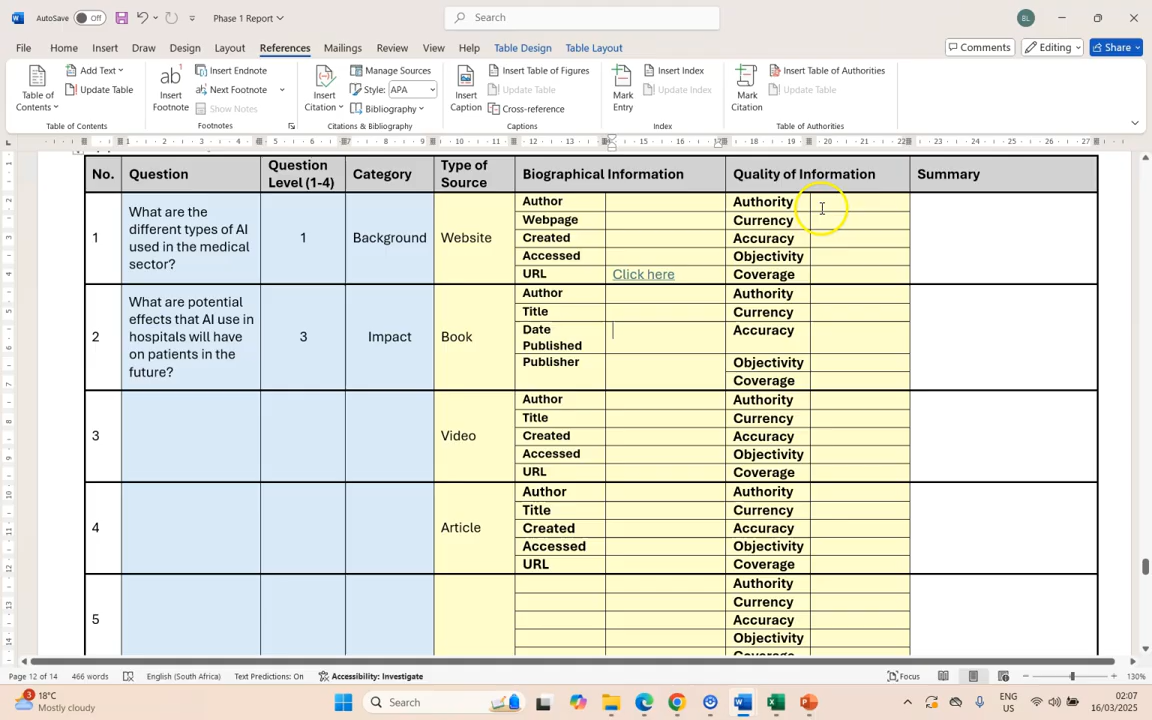 AutoSave
Off
Phase 1 Report
Search
BL
File
Home
Insert
Draw
Design
Layout
References
Mailings
Review
View
Help
Table Design
Table Layout
Comments
Editing
Share
Table of
Contents
Add Text
Update Table
Table of Contents
ab
Insert
Footnote
Insert Endnote
Next Footnote
Show Notes
Footnotes
Insert
Citation
Manage Sources
Style: APA
Bibliography
Citations & Bibliography
Insert
Caption
Insert Table of Figures
Update Table
Cross-reference
Captions
Mark
Entry
Insert Index
Update Index
Index
Mark
Citation
Insert Table of Authorities
Update Table
Table of Authorities
No.
Question
Question
Level (1-4)
Category
Type of
Source
Biographical Information
Quality of Information
Summary
1
What are the
different types of AI
used in the medical
sector?
1
Background
Website
Author
Webpage
Created
Accessed
URL
Click here
Authority
Currency
Accuracy
Objectivity
Coverage
2
What are potential
effects that AI use in
hospitals will have
on patients in the
future?
3
Impact
Book
Author
Title
Date
Published
Publisher
Authority
Currency
Accuracy
Objectivity
Coverage
3
Video
Author
Title
Created
Accessed
URL
Authority
Currency
Accuracy
Objectivity
Coverage
4
Article
Author
Title
Created
Accessed
URL
Authority
Currency
Accuracy
Objectivity
Coverage
5
Authority
Currency
Accuracy
Objectivity
Page 12 of 14
466 words
English (South Africa)
Text Predictions: On
Accessibility: Investigate
Focus
130%
3
18°C
Mostly cloudy
Search
ENG
US
02:07
16/03/2025